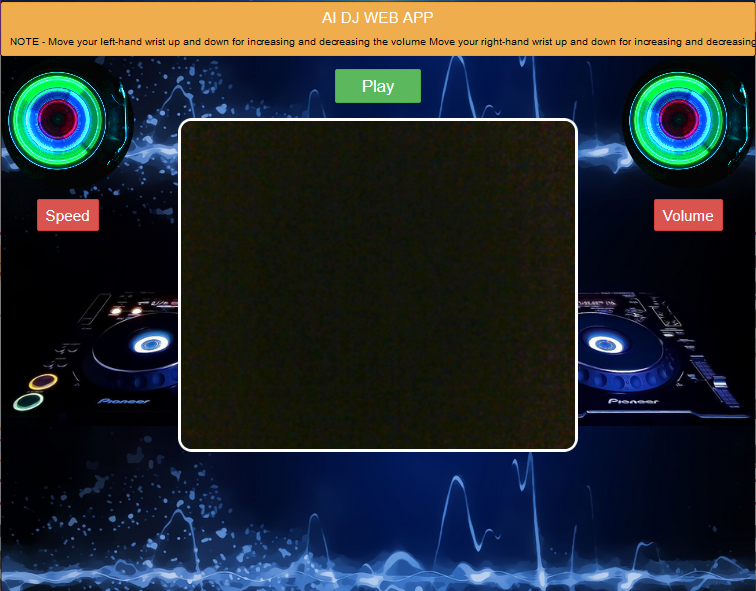 AI DJ WEB APP
NOTE - Move your left-hand wrist up and down for increasing and decreasing the volume Move your right-hand wrist up and down for increasing and decreasing
Play
Speed
Volume
Pioneer
Pioneer